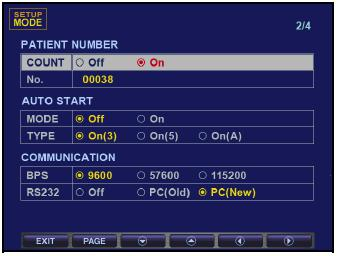 SETUP
MODE
2/4
PATIENT NUMBER
COUNT Off On
No. 00038
AUTO START
MODE Off On
TYPE On(3) On(5) On(A)
COMMUNICATION
BPS 9600 57600 115200
RS232 Off PC(Old) PC(New)
EXIT PAGE